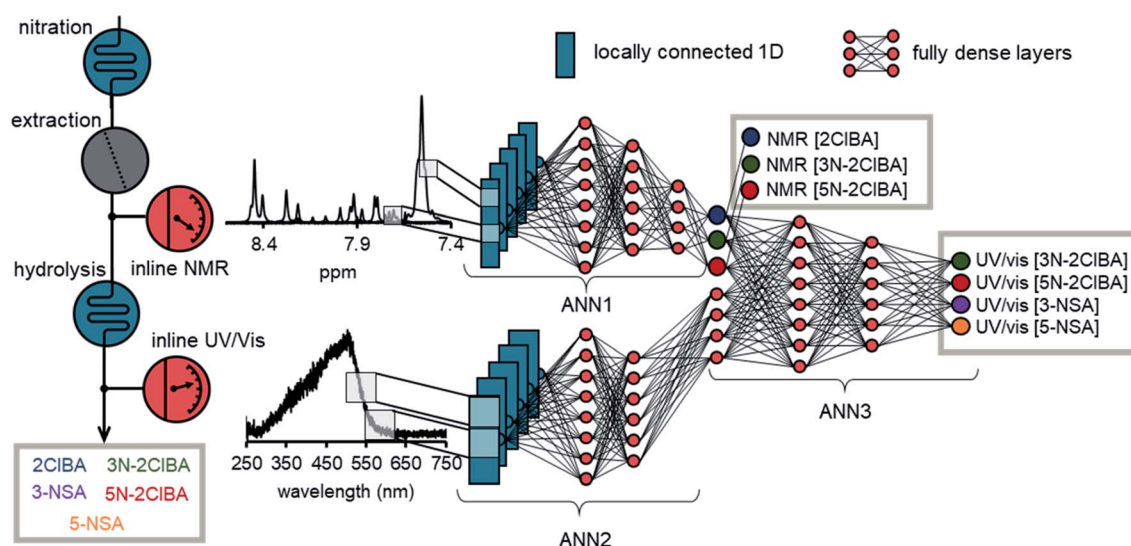 nitration
extraction
inline NMR
hydrolysis
inline UV/Vis
2ClBA 3N-2ClBA
3-NSA 5N-2ClBA
5-NSA
8.4 7.9 7.4
ppm
250 350 450 550 650 750
wavelength (nm)
locally connected 1D
fully dense layers
ANN1
ANN2
NMR [2ClBA]
NMR [3N-2ClBA]
NMR [5N-2ClBA]
ANN3
UV/vis [3N-2ClBA]
UV/vis [5N-2ClBA]
UV/vis [3-NSA]
UV/vis [5-NSA]